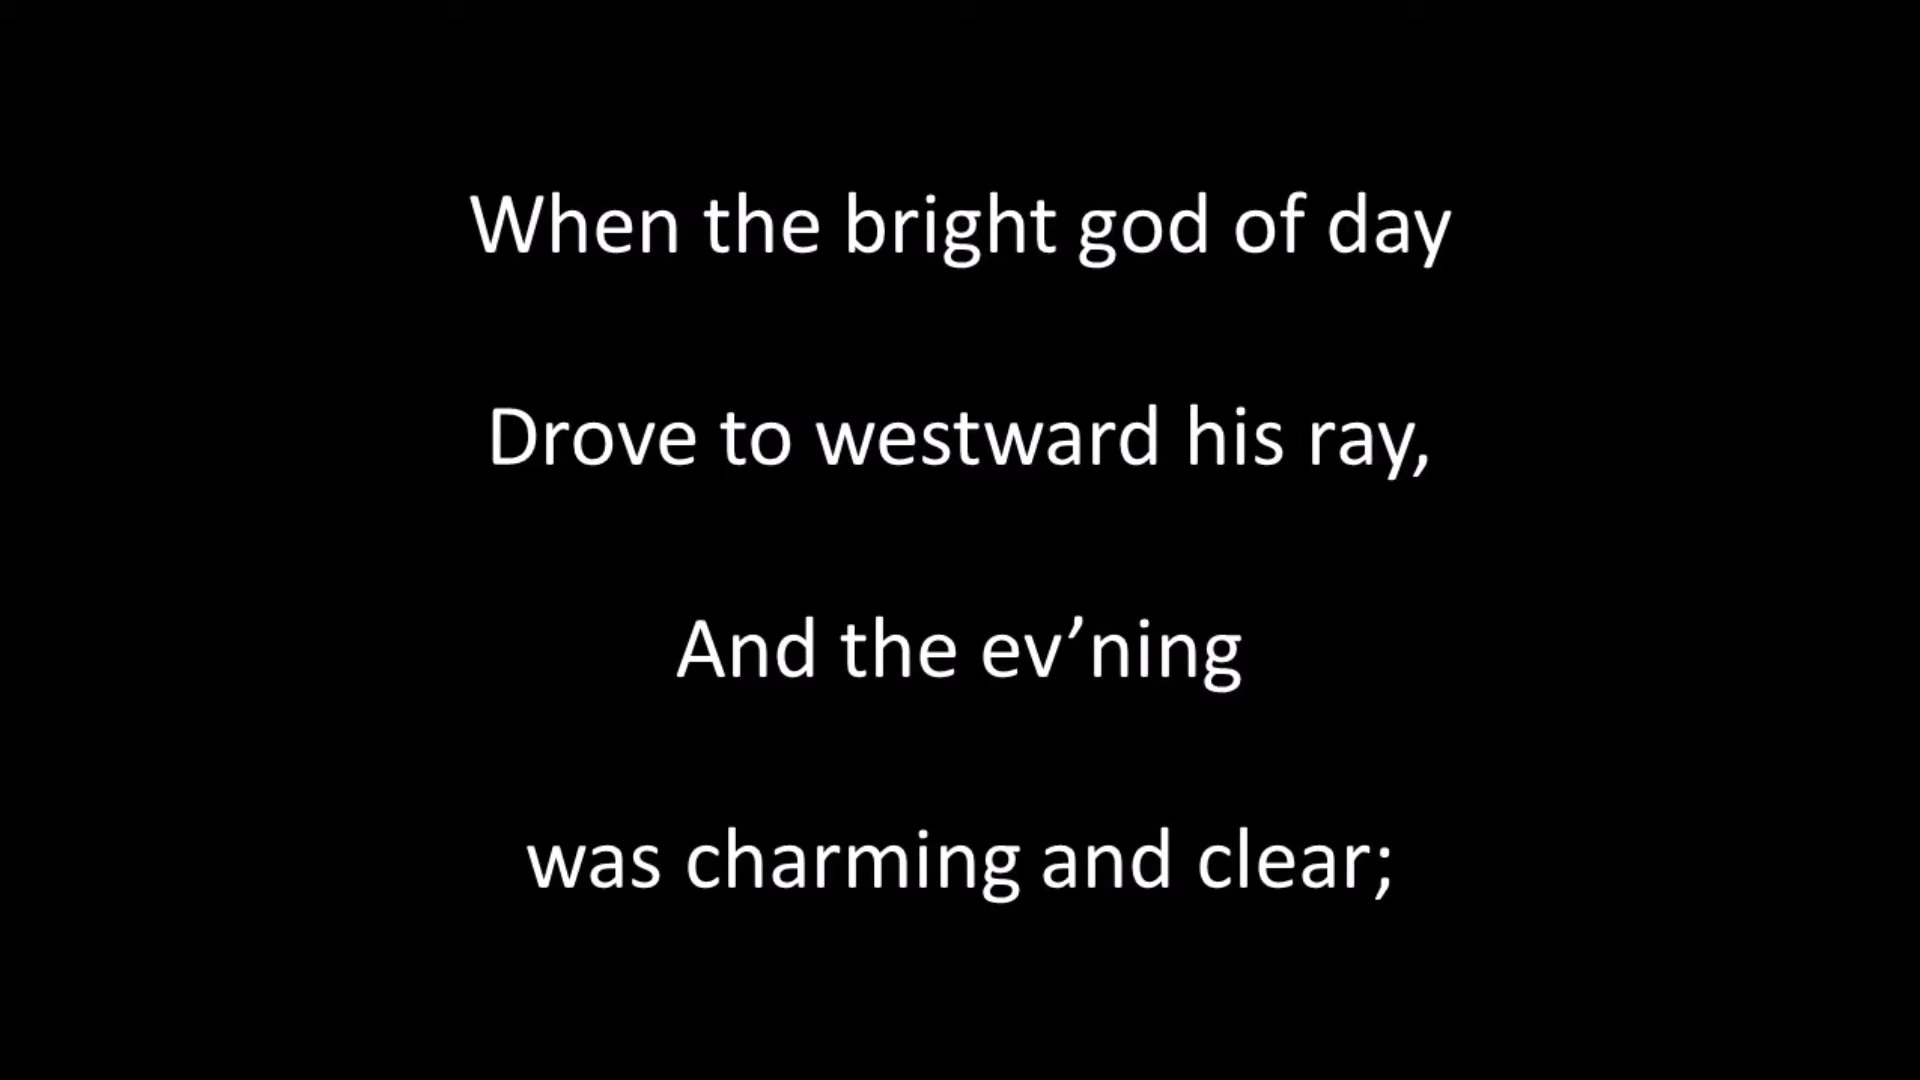 When the bright god of day
Drove to westward his ray,
And the ev’ning
was charming and clear;